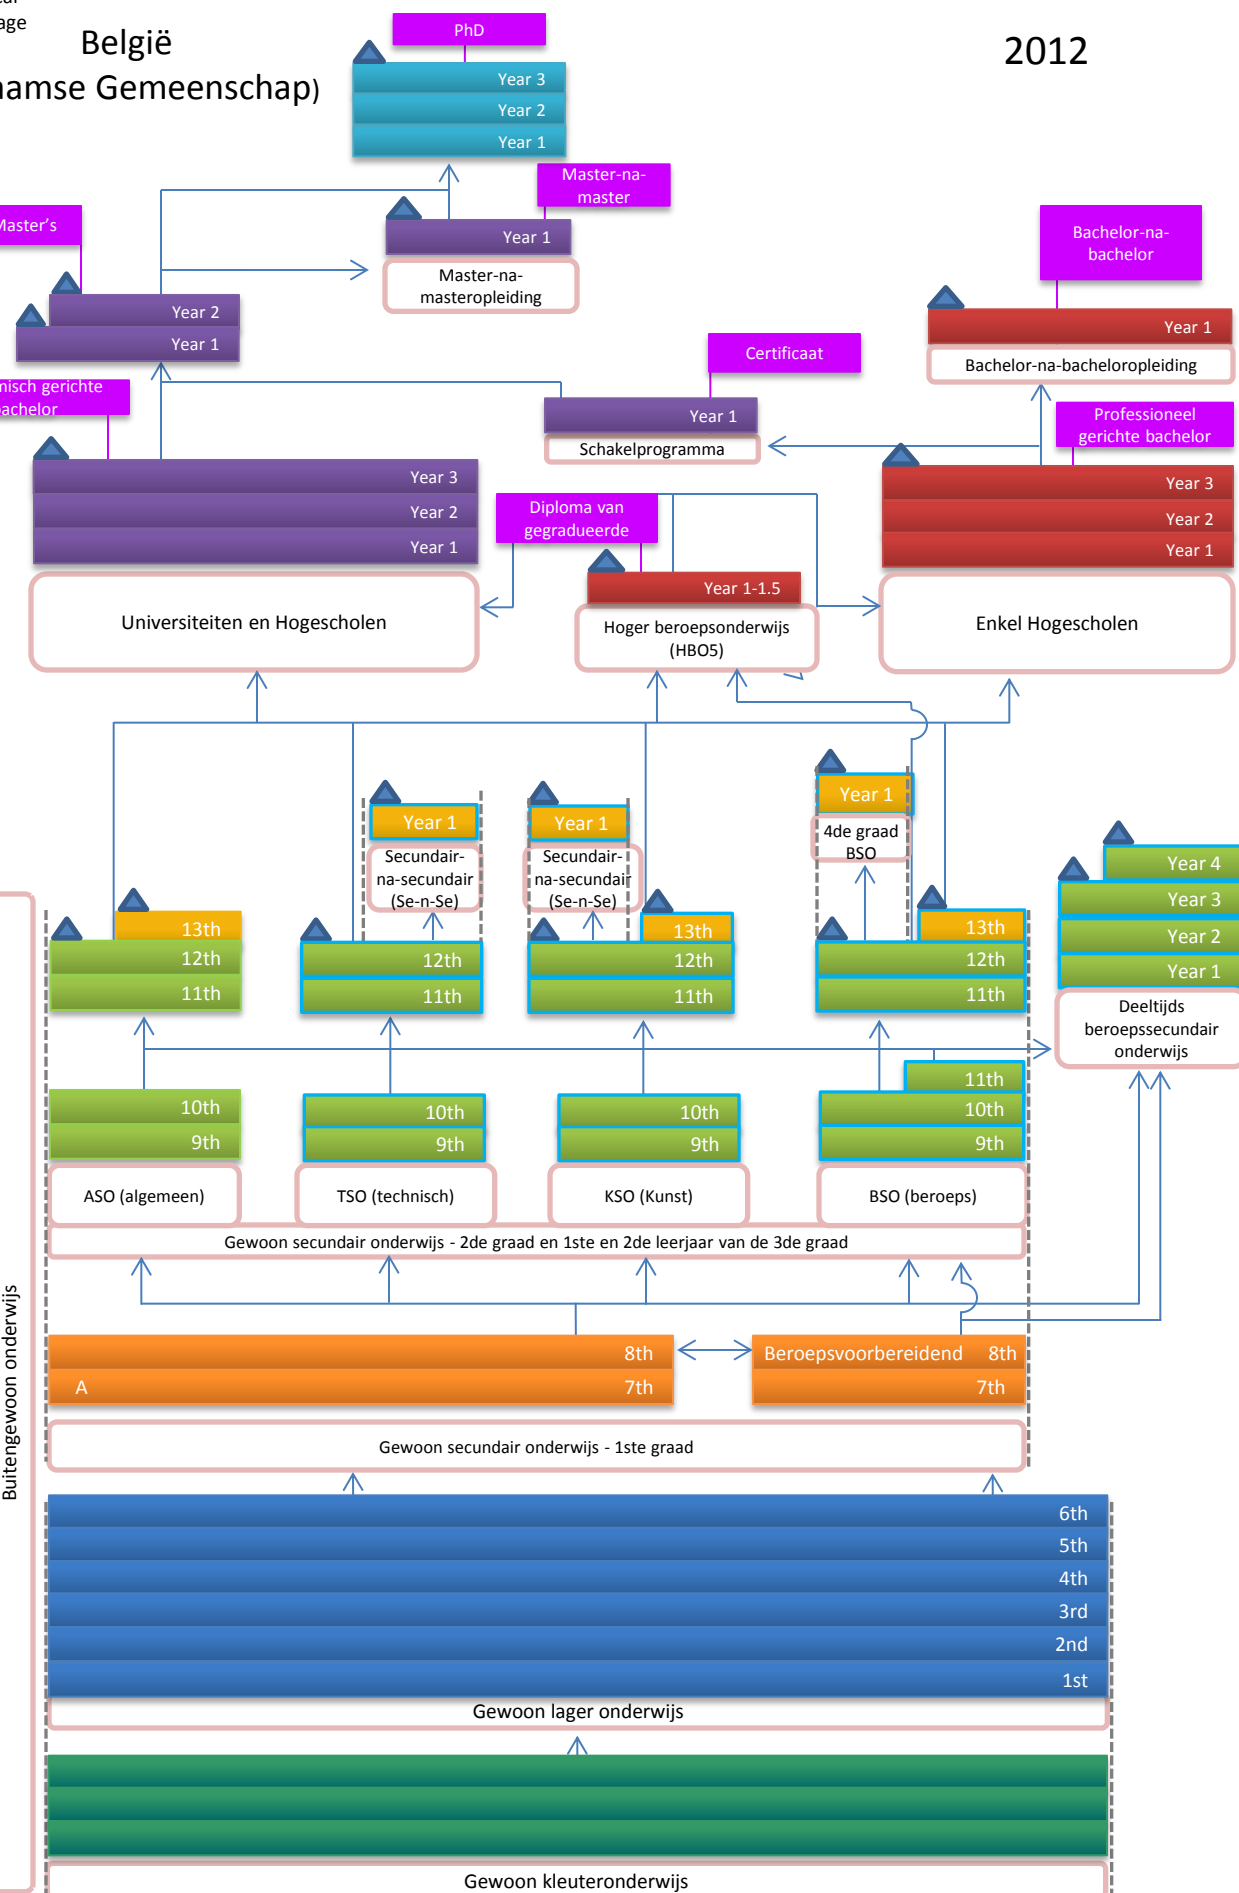 age
België
2012
amse Gemeenschap)
PhD
Year 3
Year 2
Year 1
Master-na-
master
Year 1
Master-na-
masteropleiding
Master's
Year 2
Year 1
Bachelor-na-
bachelor
Year 1
Bachelor-na-bacheloropleiding
Certificaat
Year 1
Schakelprogramma
misch gerichte
bachelor
Year 3
Year 2
Year 1
Universiteiten en Hogescholen
Diploma van
gegradueerde
Year 1-1.5
Hoger beroepsonderwijs
(HBO5)
Professioneel
gerichte bachelor
Year 3
Year 2
Year 1
Enkel Hogescholen
Year 1
Secundair-
na-secundair
(Se-n-Se)
Year 1
Secundair-
na-secundair
(Se-n-Se)
Year 1
4de graad
BSO
13th
12th
11th
12th
11th
13th
12th
11th
13th
12th
11th
Year 4
Year 3
Year 2
Year 1
Deeltijds
beroepssecundair
onderwijs
10th
9th
10th
9th
10th
9th
11th
10th
9th
ASO (algemeen)
TSO (technisch)
KSO (Kunst)
BSO (beroeps)
Gewoon secundair onderwijs - 2de graad en 1ste en 2de leerjaar van de 3de graad
Buitengewoon onderwijs
8th
A 7th
Beroepsvoorbereidend 8th
7th
Gewoon secundair onderwijs - 1ste graad
6th
5th
4th
3rd
2nd
1st
Gewoon lager onderwijs
Gewoon kleuteronderwijs